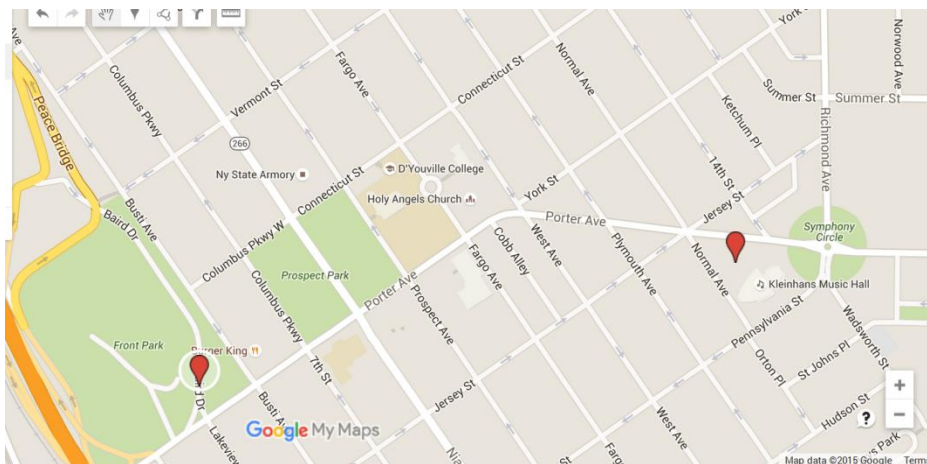 Ave
Peace Bridge
Columbus Pkwy
Vermont St
266
Fargo Ave
Connecticut St
Normal Ave
York St
Norwood Ave
Summer St
Summer St
Richmond Ave
Ketchum Pl
14th St
Ny State Armory
D'Youville College
Holy Angels Church
Connecticut St
York St
Porter Ave
Jersey St
Symphony
Circle
Busti Ave
Baird Dr
Columbus Pkwy W
Prospect Park
Porter Ave
Fargo Ave
Cobb Alley
West Ave
Plymouth Ave
Normal Ave
Kleinhans Music Hall
Columbus Pkwy
Prospect Ave
Pennsylvania St
Wadsworth St
Front Park
Burger King
7th St
Orton Pl
St Johns Pl
Jersey St
West Ave
Hudson St
Dr
Lakeview
Busti
Google My Maps
+
−
?
Park
Map data ©2015 Google
Terms